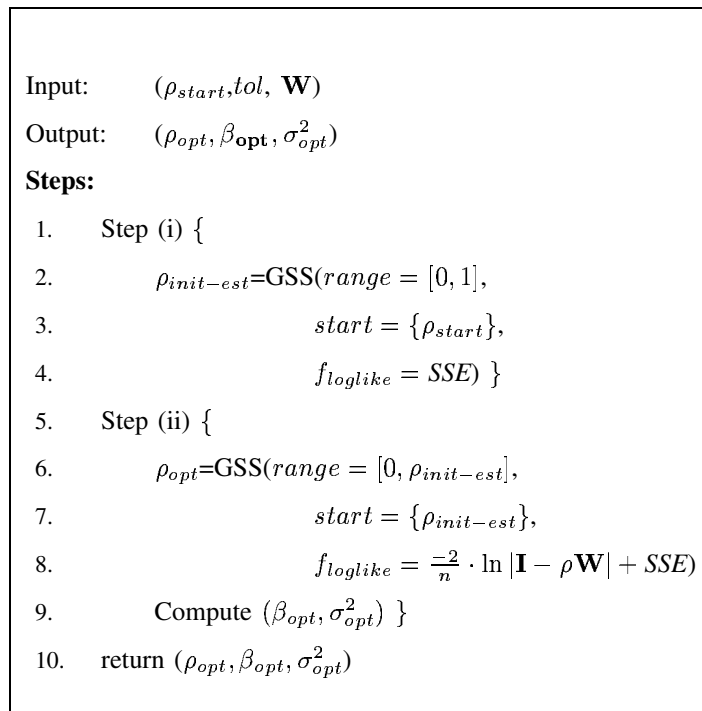 Input: (ρ_start,tol, W)
Output: (ρ_opt, β_opt, σ²_opt)
Steps:
1. Step (i) {
2. ρ_init−est=GSS(range = [0, 1],
3. start = {ρ_start},
4. f_loglike = SSE) }
5. Step (ii) {
6. ρ_opt=GSS(range = [0, ρ_init−est],
7. start = {ρ_init−est},
8. f_loglike = −2/n · ln |I − ρW| + SSE)
9. Compute (β_opt, σ²_opt) }
10. return (ρ_opt, β_opt, σ²_opt)